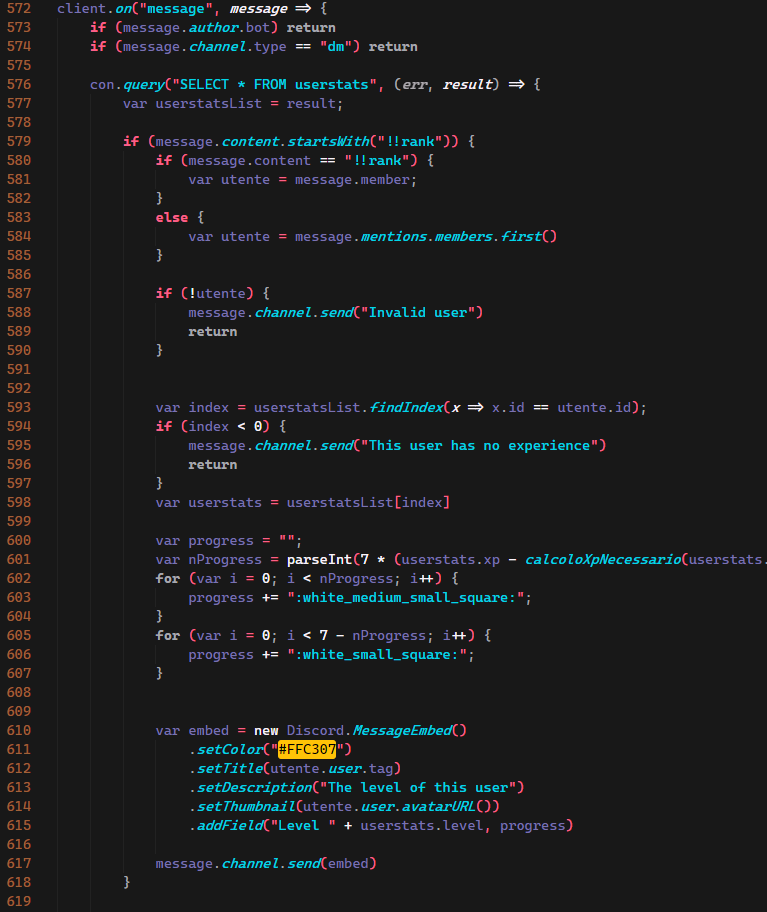 572 client.on("message", message => {
573     if (message.author.bot) return
574     if (message.channel.type == "dm") return
575
576     con.query("SELECT * FROM userstats", (err, result) => {
577         var userstatsList = result;
578
579         if (message.content.startsWith("!!rank")) {
580             if (message.content == "!!rank") {
581                 var utente = message.member;
582             }
583             else {
584                 var utente = message.mentions.members.first()
585             }
586
587             if (!utente) {
588                 message.channel.send("Invalid user")
589                 return
590             }
591
592
593             var index = userstatsList.findIndex(x => x.id == utente.id);
594             if (index < 0) {
595                 message.channel.send("This user has no experience")
596                 return
597             }
598             var userstats = userstatsList[index]
599
600             var progress = "";
601             var nProgress = parseInt(7 * (userstats.xp - calcoloXpNecessario(userstats.
602             for (var i = 0; i < nProgress; i++) {
603                 progress += ":white_medium_small_square:";
604             }
605             for (var i = 0; i < 7 - nProgress; i++) {
606                 progress += ":white_small_square:";
607             }
608
609
610             var embed = new Discord.MessageEmbed()
611                 .setColor("#FFC307")
612                 .setTitle(utente.user.tag)
613                 .setDescription("The level of this user")
614                 .setThumbnail(utente.user.avatarURL())
615                 .addField("Level " + userstats.level, progress)
616
617             message.channel.send(embed)
618         }
619